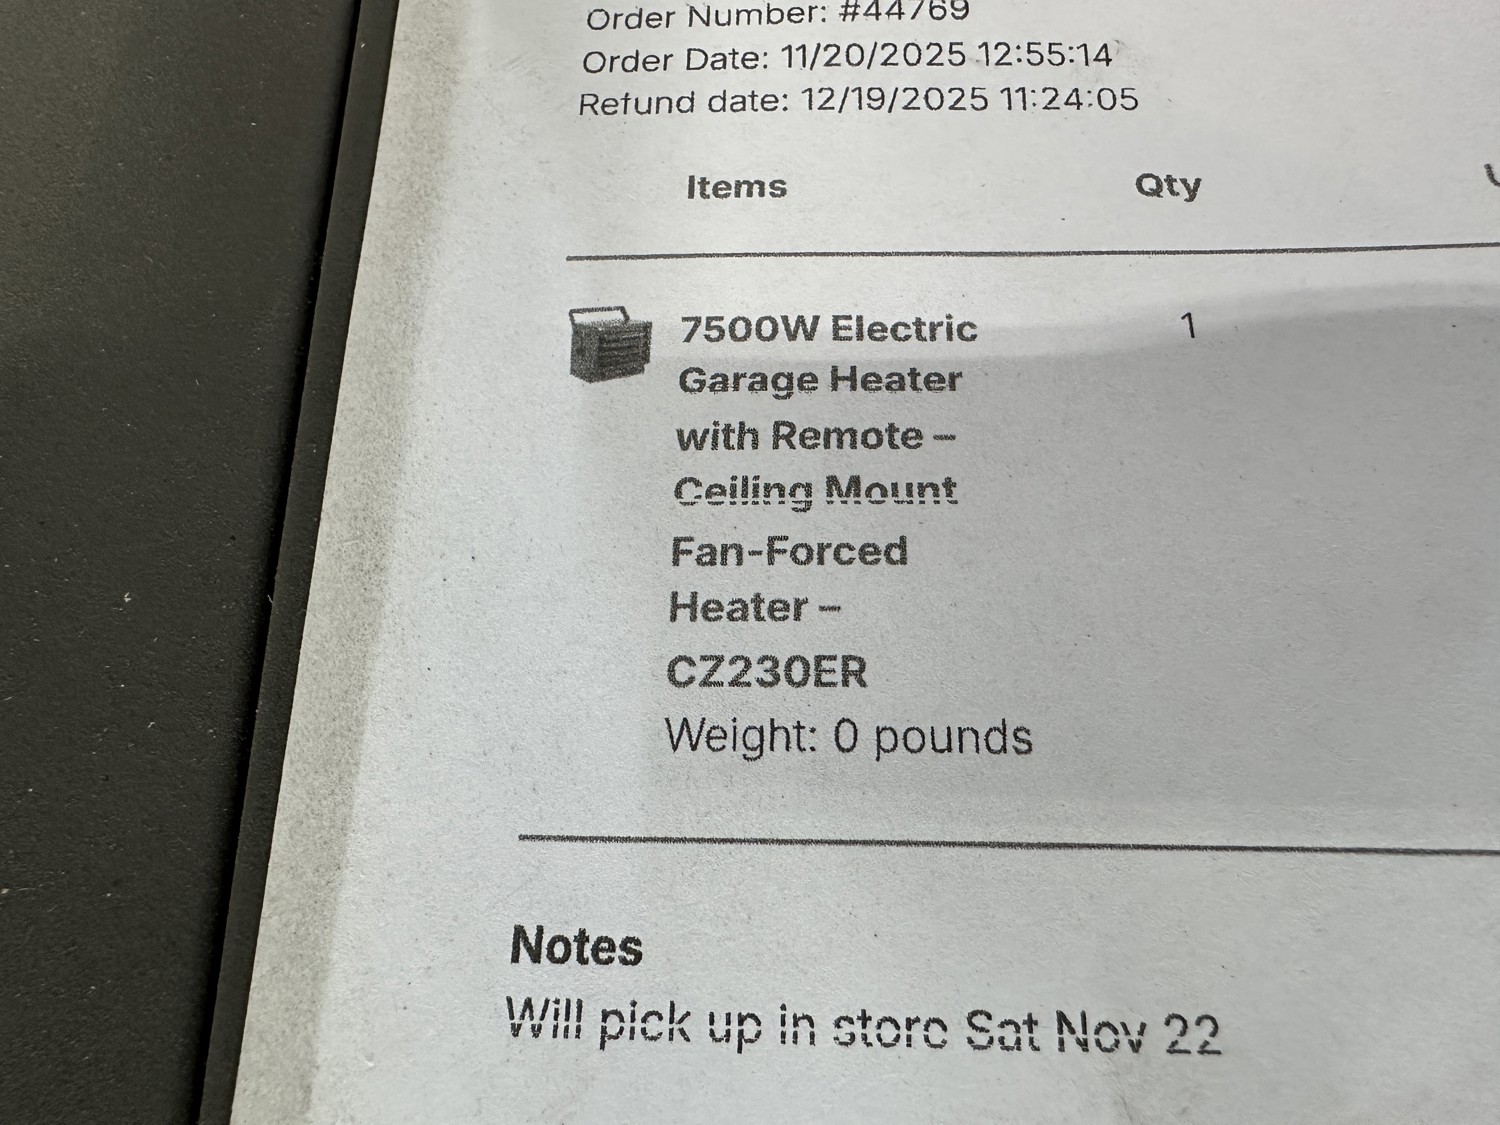 Order Number: #44769
Order Date: 11/20/2025 12:55:14
Refund date: 12/19/2025 11:24:05
Items Qty
7500W Electric 1
Garage Heater
with Remote –
Ceiling Mount
Fan-Forced
Heater –
CZ230ER
Weight: 0 pounds
Notes
Will pick up in store Sat Nov 22